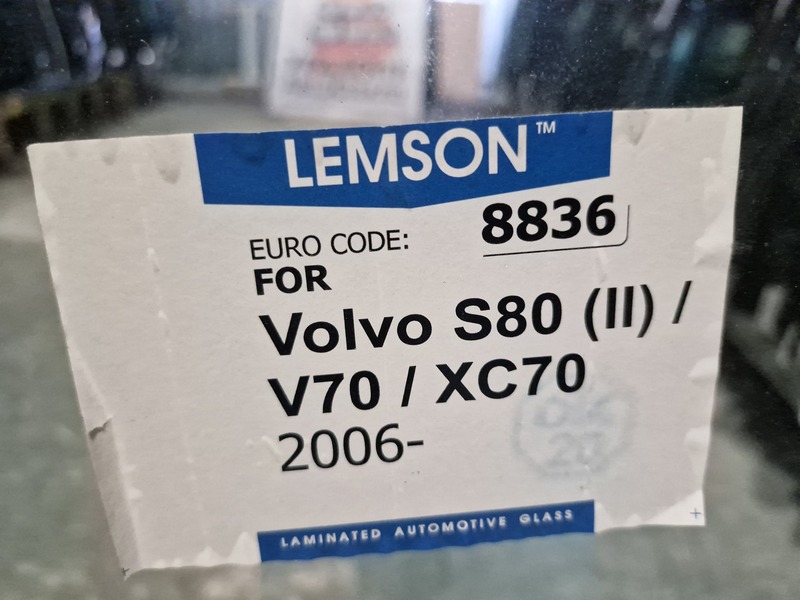 LEMSON™
EURO CODE: 8836
FOR
Volvo S80 (II) /
V70 / XC70
2006-
LAMINATED AUTOMOTIVE GLASS